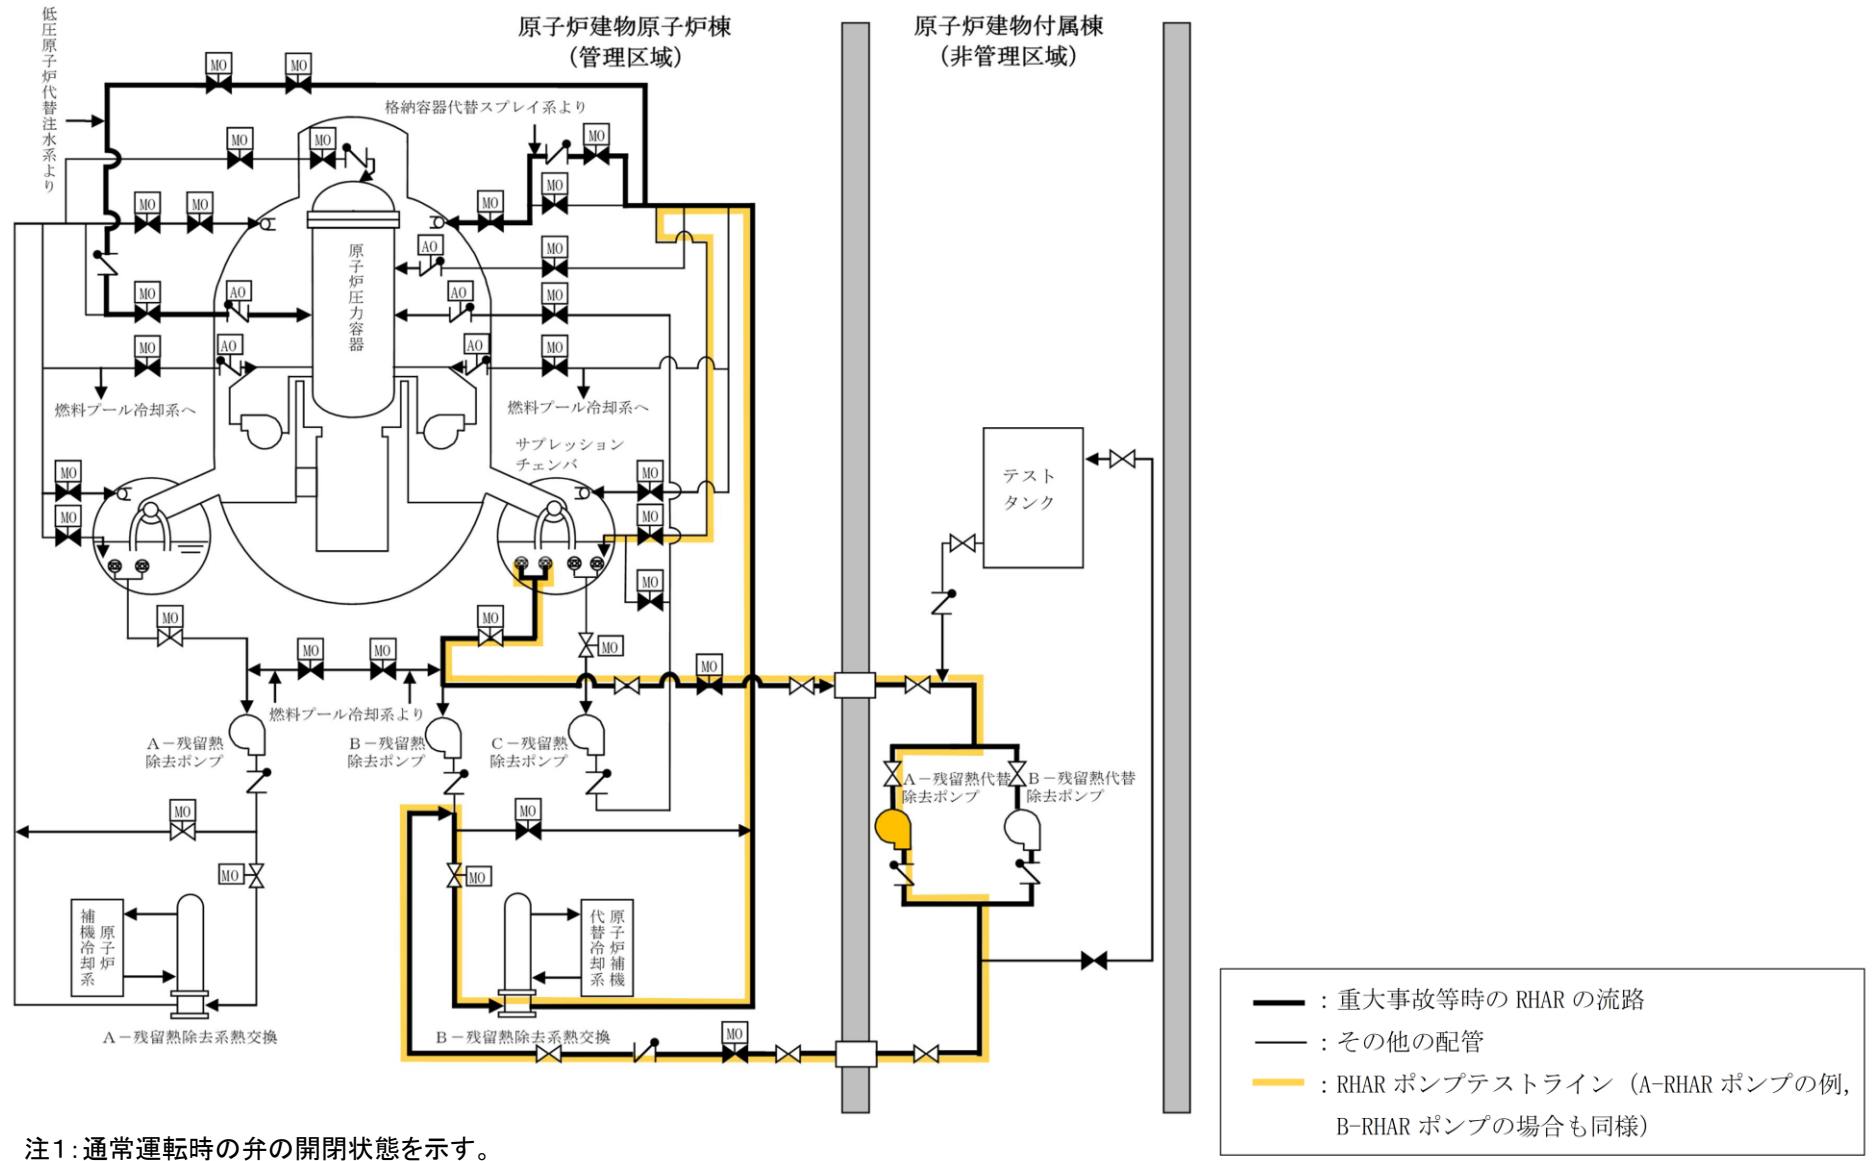 低圧原子炉代替注水系より
原子炉建物原子炉棟
(管理区域)
原子炉建物付属棟
(非管理区域)
MO
MO
格納容器代替スプレイ系より
MO
MO
MO
MO
MO
MO
MO
AO
MO
原子炉圧力容器
MO
AO
AO
MO
MO
AO
AO
MO
燃料プール冷却系へ
燃料プール冷却系へ
サプレッション
チェンバ
MO
MO
MO
MO
MO
テスト
タンク
MO
MO
MO
MO
MO
MO
燃料プール冷却系より
A－残留熱
除去ポンプ
B－残留熱
除去ポンプ
C－残留熱
除去ポンプ
A－残留熱代替
除去ポンプ
B－残留熱代替
除去ポンプ
MO
MO
MO
MO
原子炉
補機冷却系
原子炉補機
代替冷却系
A－残留熱除去系熱交換
B－残留熱除去系熱交換
MO
：重大事故等時の RHAR の流路
：その他の配管
：RHAR ポンプテストライン（A-RHAR ポンプの例,
B-RHAR ポンプの場合も同様）
注1：通常運転時の弁の開閉状態を示す。